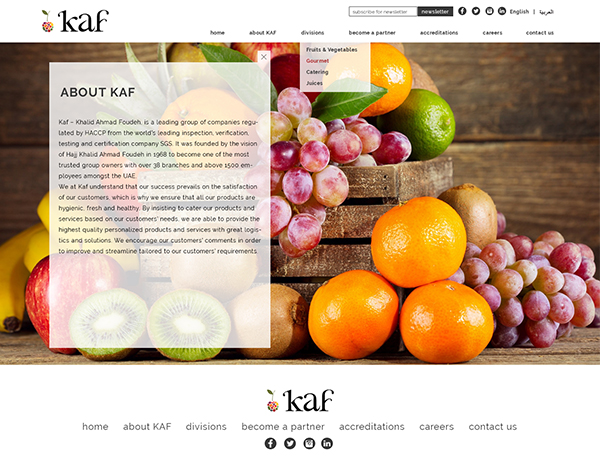 kaf
subscribe for newsletter
newsletter
English | العربية
home about KAF divisions become a partner accreditations careers contact us
Fruits & Vegetables
Gourmet
Catering
Juices
ABOUT KAF
Kaf – Khalid Ahmad Foudeh, is a leading group of companies regu-
lated by HACCP from the world's leading inspection, verification,
testing and certification company SGS. It was founded by the vision
of Hajj Khalid Ahmad Foudeh in 1968 to become one of the most
trusted group owners with over 38 branches and above 1500 em-
ployees amongst the UAE.
We at Kaf understand that our success prevails on the satisfaction
of our customers, which is why we ensure that all our products are
hygienic, fresh and healthy. By insisting to cater our products and
services based on our customers' needs, we are able to provide the
highest quality personalized products and services with great logis-
tics and solutions. We encourage our customers' comments in order
to improve and streamline tailored to our customers' requirements.
kaf
home about KAF divisions become a partner accreditations careers contact us